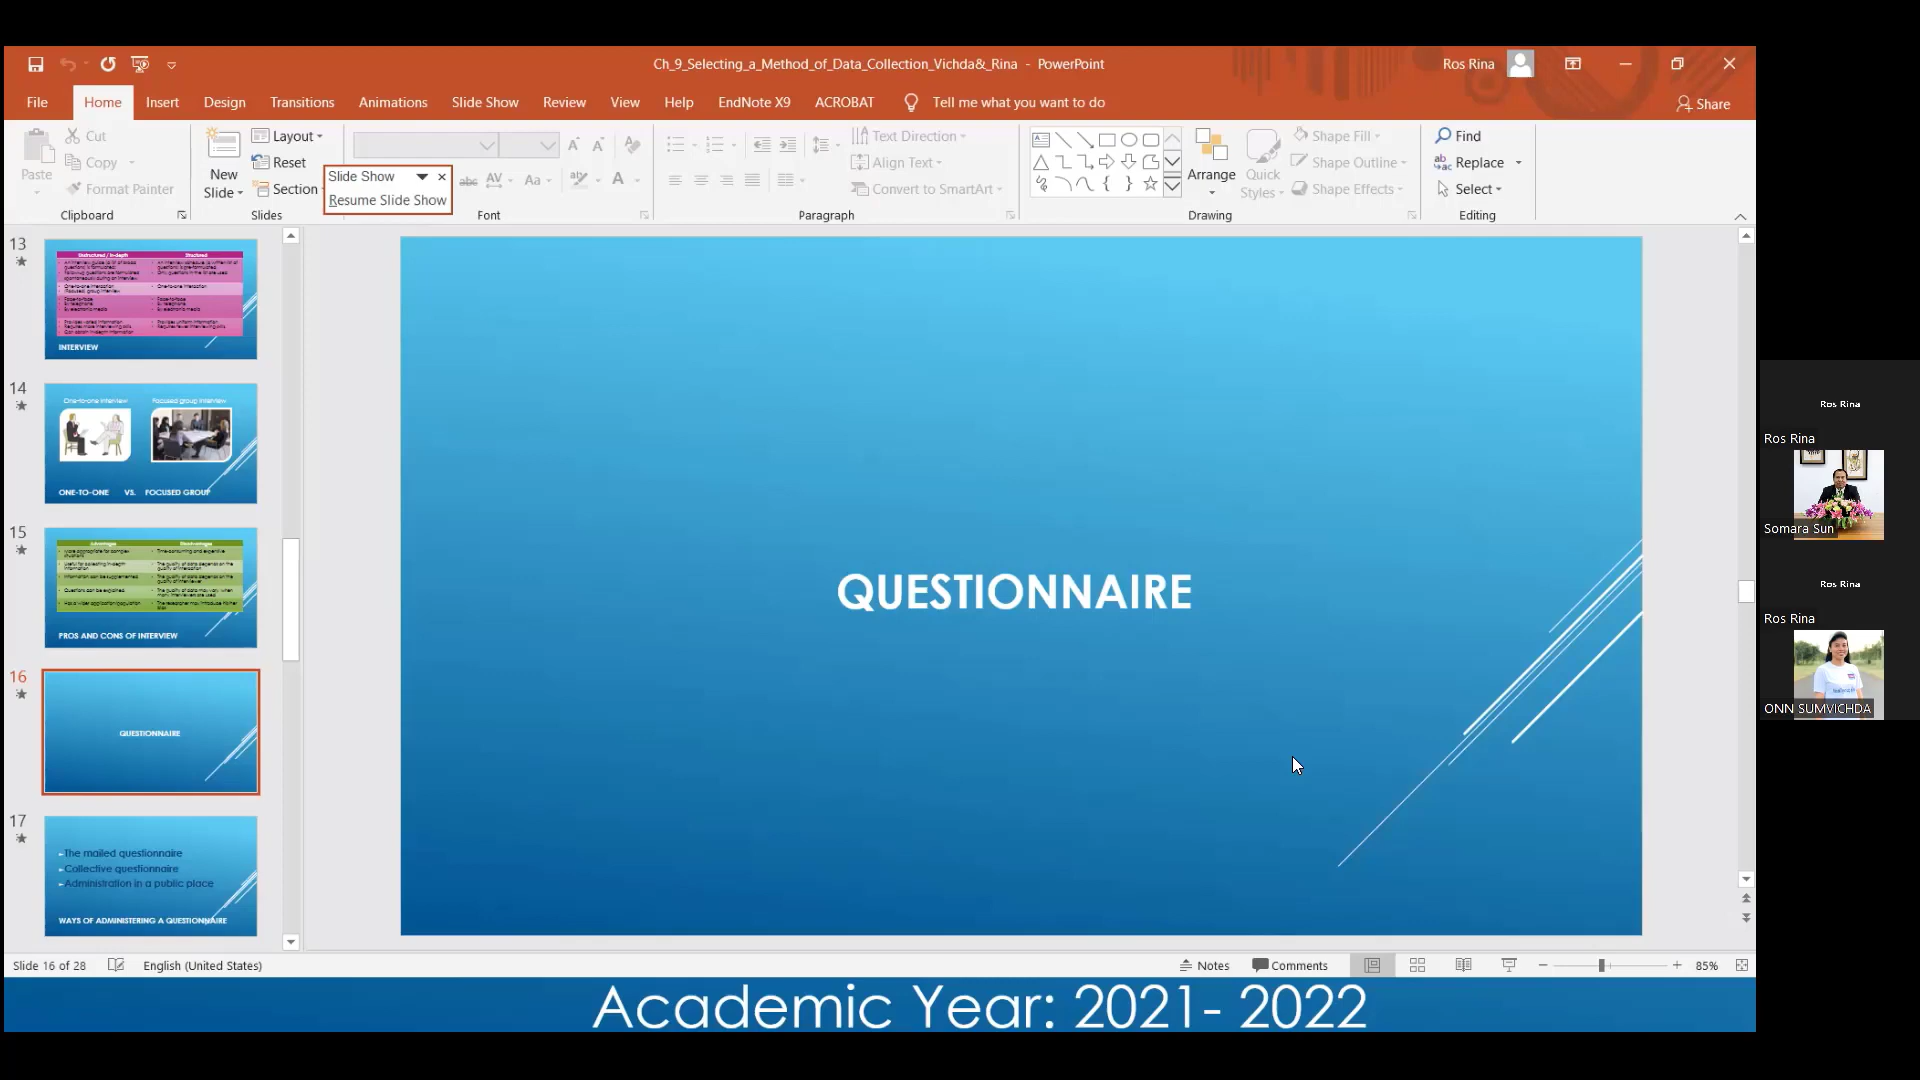 Ch_9_Selecting_a_Method_of_Data_Collection_Vichda&_Rina - PowerPoint
Ros Rina
File Home Insert Design Transitions Animations Slide Show Review View Help EndNote X9 ACROBAT Tell me what you want to do Share
Paste
Cut
Copy
Format Painter
Clipboard
New Slide
Layout
Reset
Section
Slides
Slide Show
Resume Slide Show
abc AV Aa A
Font
Text Direction
Align Text
Convert to SmartArt
Paragraph
Arrange
Quick Styles
Shape Fill
Shape Outline
Shape Effects
Drawing
Find
Replace
Select
Editing
13
INTERVIEW
14
One-to-one interview Focused group interview
ONE-TO-ONE VS. FOCUSED GROUP
15
PROS AND CONS OF INTERVIEW
16
QUESTIONNAIRE
17
The mailed questionnaire
Collective questionnaire
Administration in a public place
WAYS OF ADMINISTERING A QUESTIONNAIRE
QUESTIONNAIRE
Slide 16 of 28 English (United States) Notes Comments 85%
Academic Year: 2021- 2022
Ros Rina
Ros Rina
Somara Sun
Ros Rina
Ros Rina
ONN SUMVICHDA